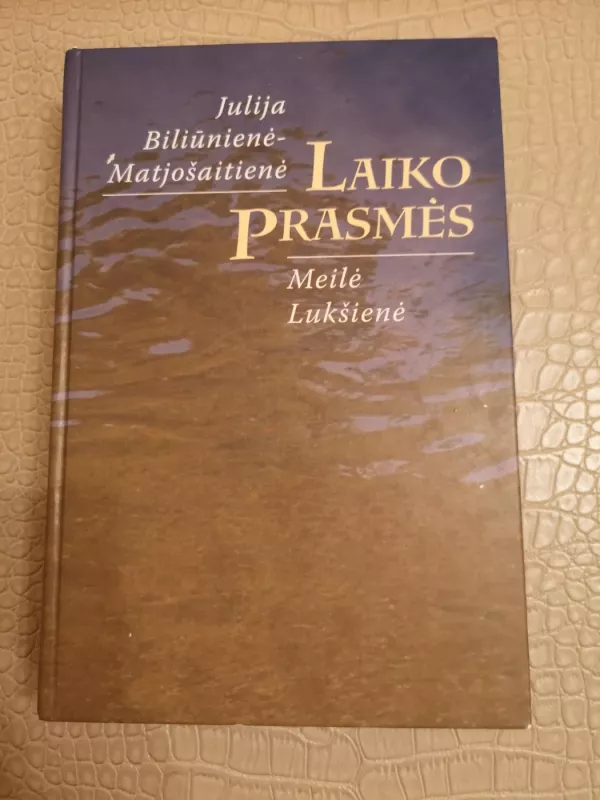 Julija
Biliūnienė-
Matjošaitienė
LAIKO
PRASMĖS
Meilė
Lukšienė